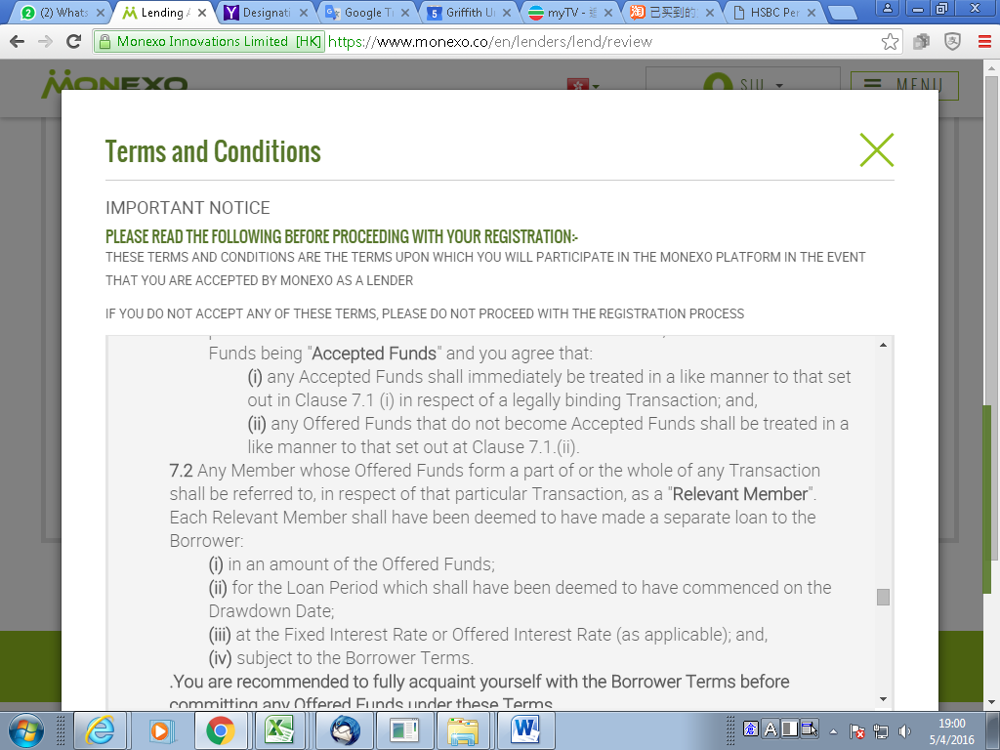 (2) Whats
Lending
Designati
Google T
Griffith U
myTV -
已买到的
HSBC Per
Monexo Innovations Limited [HK]
https://www.monexo.co/en/lenders/lend/review
MONEXO
SUI
MENU
Terms and Conditions
IMPORTANT NOTICE
PLEASE READ THE FOLLOWING BEFORE PROCEEDING WITH YOUR REGISTRATION:-
THESE TERMS AND CONDITIONS ARE THE TERMS UPON WHICH YOU WILL PARTICIPATE IN THE MONEXO PLATFORM IN THE EVENT
THAT YOU ARE ACCEPTED BY MONEXO AS A LENDER
IF YOU DO NOT ACCEPT ANY OF THESE TERMS, PLEASE DO NOT PROCEED WITH THE REGISTRATION PROCESS
Funds being "Accepted Funds" and you agree that:
(i) any Accepted Funds shall immediately be treated in a like manner to that set
out in Clause 7.1 (i) in respect of a legally binding Transaction; and,
(ii) any Offered Funds that do not become Accepted Funds shall be treated in a
like manner to that set out at Clause 7.1.(ii).
7.2 Any Member whose Offered Funds form a part of or the whole of any Transaction
shall be referred to, in respect of that particular Transaction, as a "Relevant Member".
Each Relevant Member shall have been deemed to have made a separate loan to the
Borrower:
(i) in an amount of the Offered Funds;
(ii) for the Loan Period which shall have been deemed to have commenced on the
Drawdown Date;
(iii) at the Fixed Interest Rate or Offered Interest Rate (as applicable); and,
(iv) subject to the Borrower Terms.
.You are recommended to fully acquaint yourself with the Borrower Terms before
committing any Offered Funds under these Terms
19:00
5/4/2016